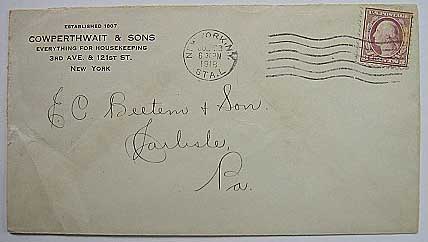 ESTABLISHED 1807
COWPERTHWAIT & SONS
EVERYTHING FOR HOUSEKEEPING
3RD AVE. & 121ST ST.
NEW YORK
NEW YORK, N.Y.
1918
STA. L
E C Beetem & Son.
Carlisle,
Pa.